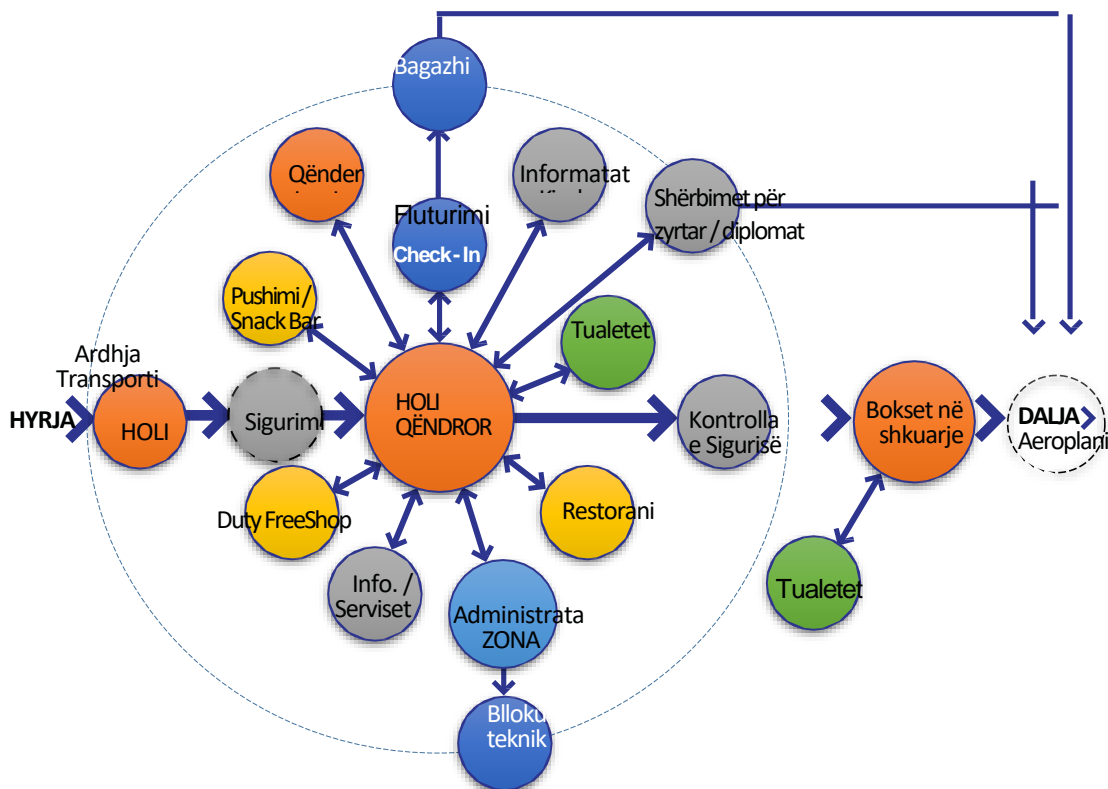 Bagazhi
Qënder
Informatat
Fluturimi
Check-In
Shërbimet për
zyrtar / diplomat
Pushimi /
Snack Bar
Tualetet
Ardhja
Transporti
HYRJA
HOLI
Sigurimi
HOLI
QËNDROR
Kontrolla
e Sigurisë
Bokset në
shkuarje
DALJA
Aeroplani
Duty FreeShop
Restorani
Info. /
Serviset
Administrata
ZONA
Tualetet
Blloku
teknik